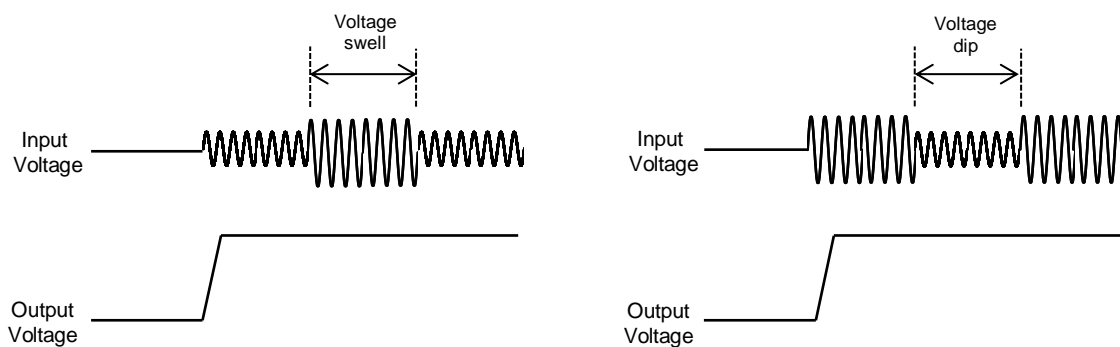 Voltage
swell
Input
Voltage
Output
Voltage
Voltage
dip
Input
Voltage
Output
Voltage